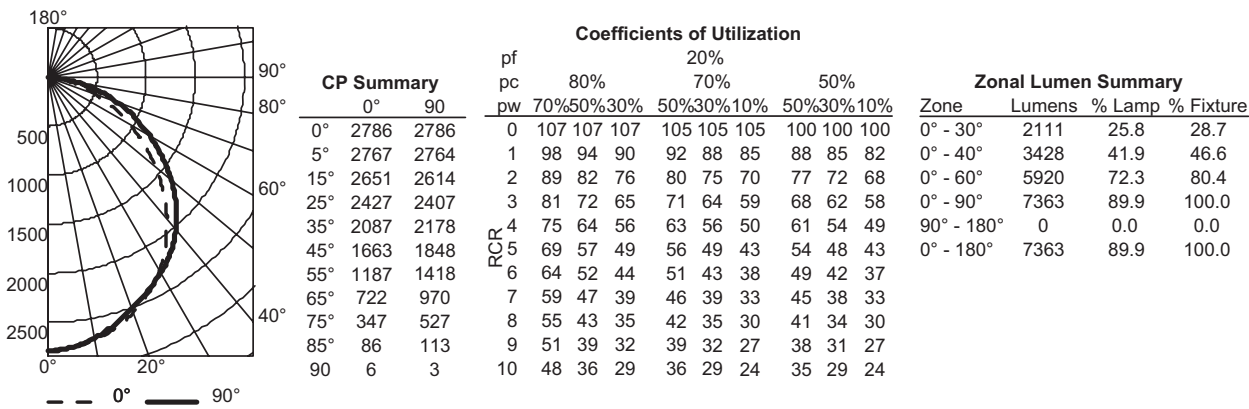 180°
90°
80°
500
1000
60°
1500
2000
40°
2500
0° 20°
0° 90°
CP Summary
0° 90
0° 2786 2786
5° 2767 2764
15° 2651 2614
25° 2427 2407
35° 2087 2178
45° 1663 1848
55° 1187 1418
65° 722 970
75° 347 527
85° 86 113
90 6 3
Coefficients of Utilization
pf 20%
pc 80% 70% 50%
pw 70%50%30% 50%30%10% 50%30%10%
RCR
0 107 107 107 105 105 105 100 100 100
1 98 94 90 92 88 85 88 85 82
2 89 82 76 80 75 70 77 72 68
3 81 72 65 71 64 59 68 62 58
4 75 64 56 63 56 50 61 54 49
5 69 57 49 56 49 43 54 48 43
6 64 52 44 51 43 38 49 42 37
7 59 47 39 46 39 33 45 38 33
8 55 43 35 42 35 30 41 34 30
9 51 39 32 39 32 27 38 31 27
10 48 36 29 36 29 24 35 29 24
Zonal Lumen Summary
Zone Lumens % Lamp % Fixture
0° - 30° 2111 25.8 28.7
0° - 40° 3428 41.9 46.6
0° - 60° 5920 72.3 80.4
0° - 90° 7363 89.9 100.0
90° - 180° 0 0.0 0.0
0° - 180° 7363 89.9 100.0